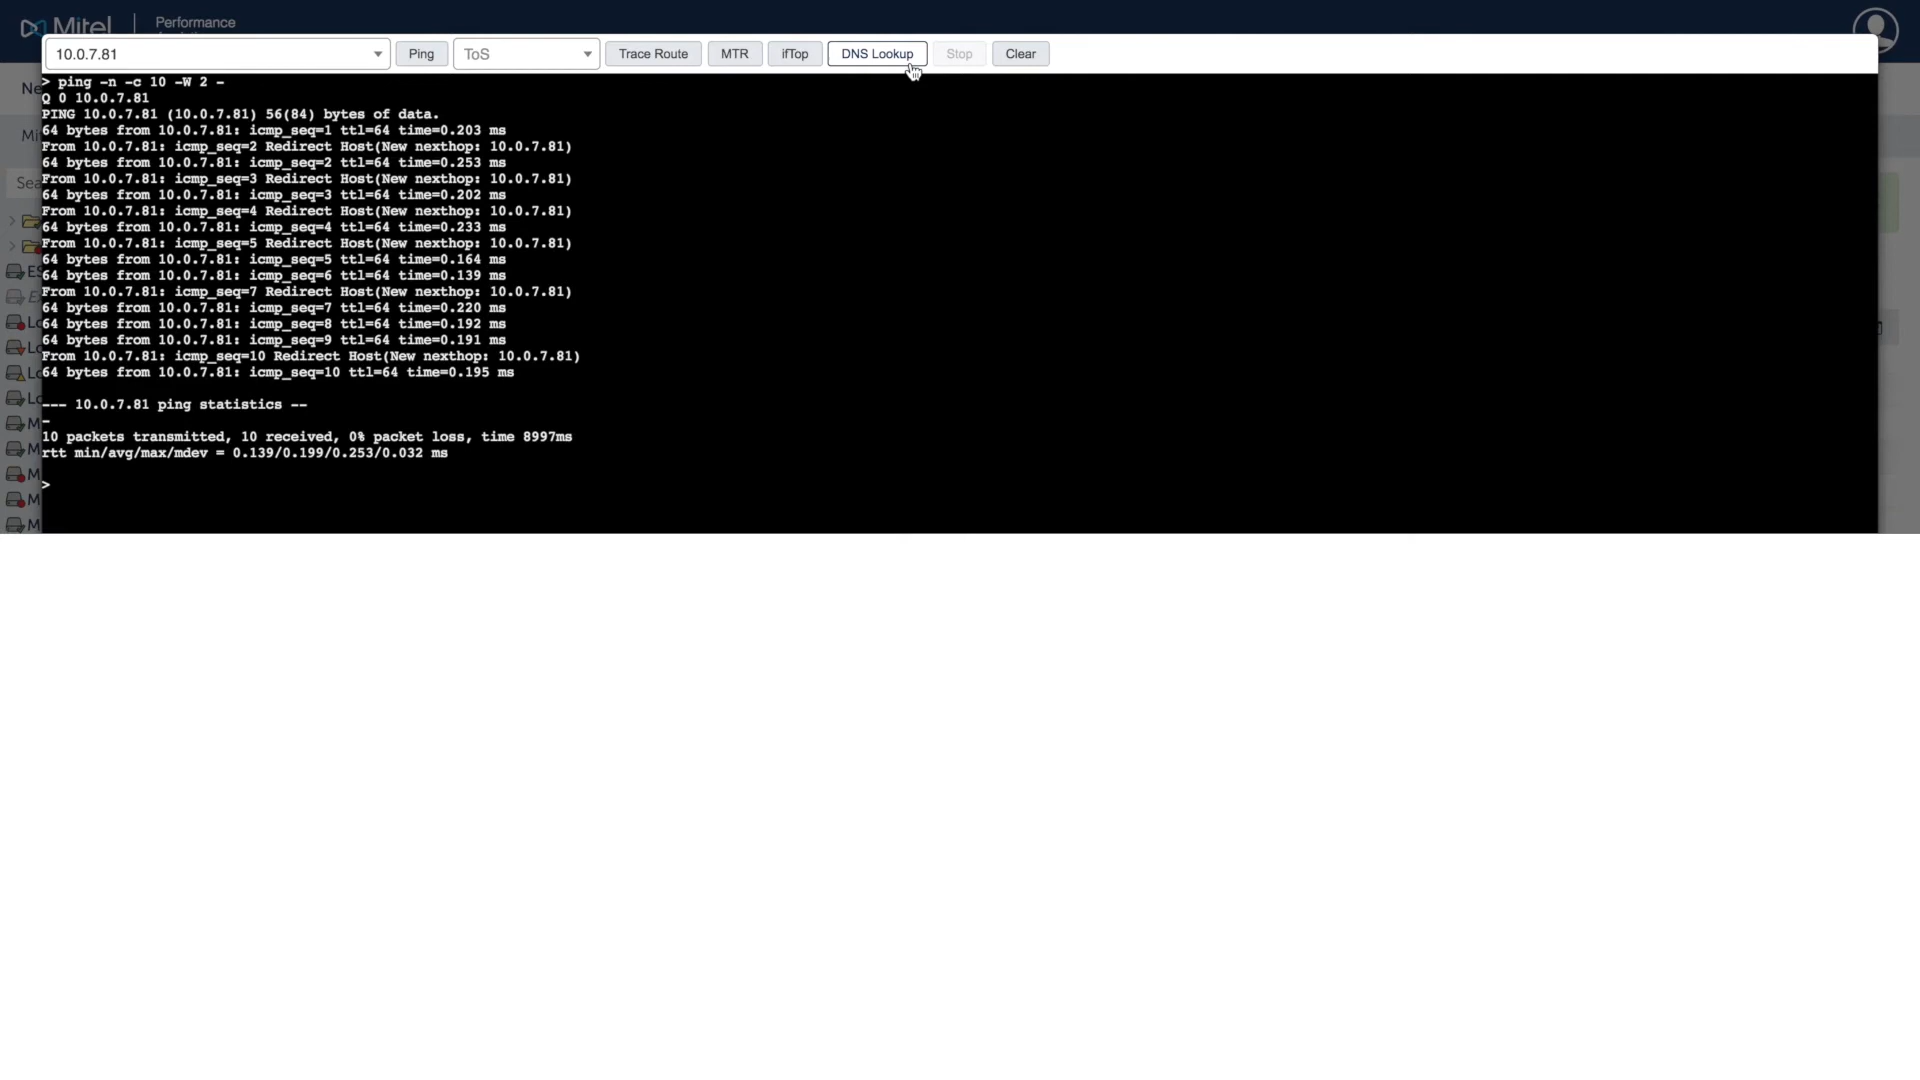 Mitel | Performance
10.0.7.81 Ping ToS Trace Route MTR ifTop DNS Lookup Stop Clear
> ping -n -c 10 -W 2 -
Q 0 10.0.7.81
PING 10.0.7.81 (10.0.7.81) 56(84) bytes of data.
64 bytes from 10.0.7.81: icmp_seq=1 ttl=64 time=0.203 ms
From 10.0.7.81: icmp_seq=2 Redirect Host(New nexthop: 10.0.7.81)
64 bytes from 10.0.7.81: icmp_seq=2 ttl=64 time=0.253 ms
From 10.0.7.81: icmp_seq=3 Redirect Host(New nexthop: 10.0.7.81)
64 bytes from 10.0.7.81: icmp_seq=3 ttl=64 time=0.202 ms
From 10.0.7.81: icmp_seq=4 Redirect Host(New nexthop: 10.0.7.81)
64 bytes from 10.0.7.81: icmp_seq=4 ttl=64 time=0.233 ms
From 10.0.7.81: icmp_seq=5 Redirect Host(New nexthop: 10.0.7.81)
64 bytes from 10.0.7.81: icmp_seq=5 ttl=64 time=0.164 ms
64 bytes from 10.0.7.81: icmp_seq=6 ttl=64 time=0.139 ms
From 10.0.7.81: icmp_seq=7 Redirect Host(New nexthop: 10.0.7.81)
64 bytes from 10.0.7.81: icmp_seq=7 ttl=64 time=0.220 ms
64 bytes from 10.0.7.81: icmp_seq=8 ttl=64 time=0.192 ms
64 bytes from 10.0.7.81: icmp_seq=9 ttl=64 time=0.191 ms
From 10.0.7.81: icmp_seq=10 Redirect Host(New nexthop: 10.0.7.81)
64 bytes from 10.0.7.81: icmp_seq=10 ttl=64 time=0.195 ms
--- 10.0.7.81 ping statistics --
-
10 packets transmitted, 10 received, 0% packet loss, time 8997ms
rtt min/avg/max/mdev = 0.139/0.199/0.253/0.032 ms
>